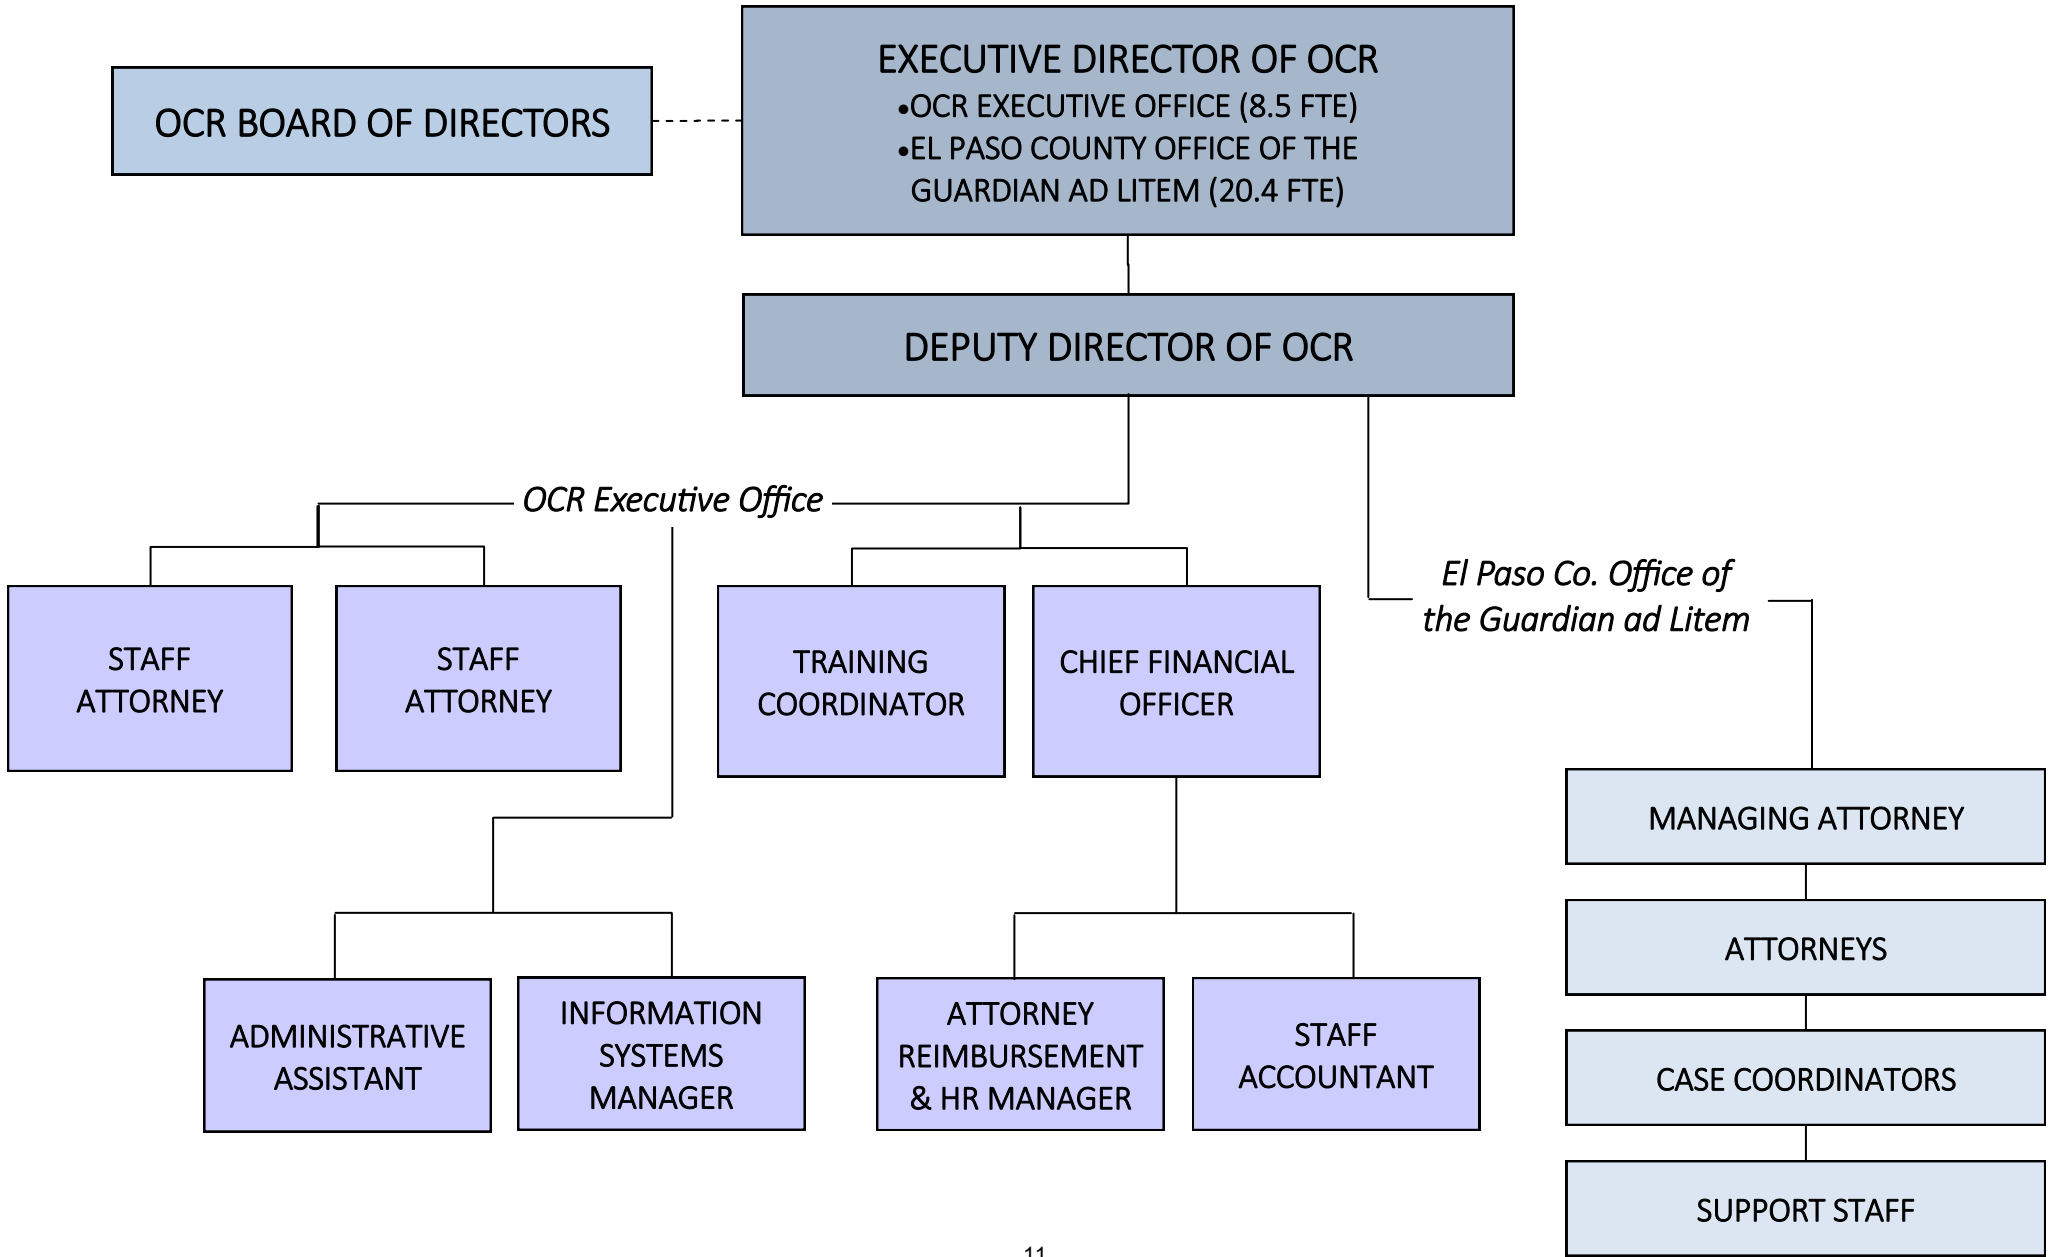 EXECUTIVE DIRECTOR OF OCR
•OCR EXECUTIVE OFFICE (8.5 FTE)
•EL PASO COUNTY OFFICE OF THE
GUARDIAN AD LITEM (20.4 FTE)
OCR BOARD OF DIRECTORS
DEPUTY DIRECTOR OF OCR
OCR Executive Office
El Paso Co. Office of
the Guardian ad Litem
STAFF
ATTORNEY
STAFF
ATTORNEY
TRAINING
COORDINATOR
CHIEF FINANCIAL
OFFICER
MANAGING ATTORNEY
ATTORNEYS
CASE COORDINATORS
SUPPORT STAFF
ADMINISTRATIVE
ASSISTANT
INFORMATION
SYSTEMS
MANAGER
ATTORNEY
REIMBURSEMENT
& HR MANAGER
STAFF
ACCOUNTANT
11